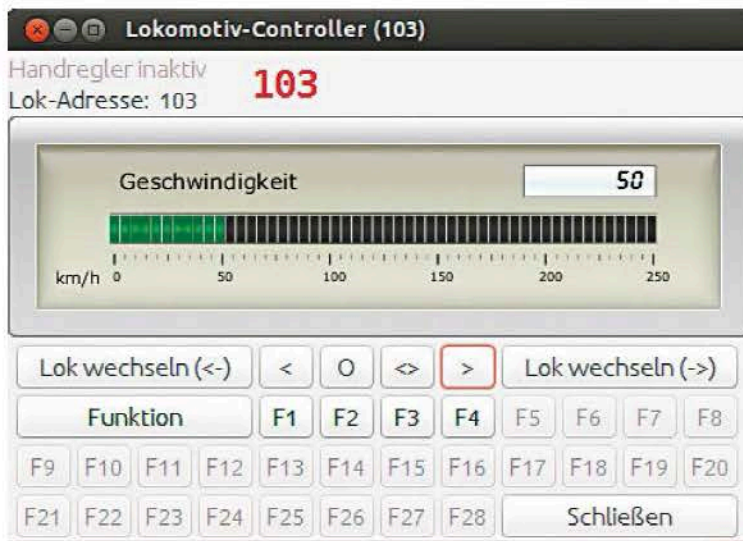 Lokomotiv-Controller (103)
Handregler inaktiv
Lok-Adresse: 103
103
Geschwindigkeit 50
km/h 0 50 100 150 200 250
Lok wechseln (<-) < O <> > Lok wechseln (->)
Funktion F1 F2 F3 F4 F5 F6 F7 F8
F9 F10 F11 F12 F13 F14 F15 F16 F17 F18 F19 F20
F21 F22 F23 F24 F25 F26 F27 F28 Schließen